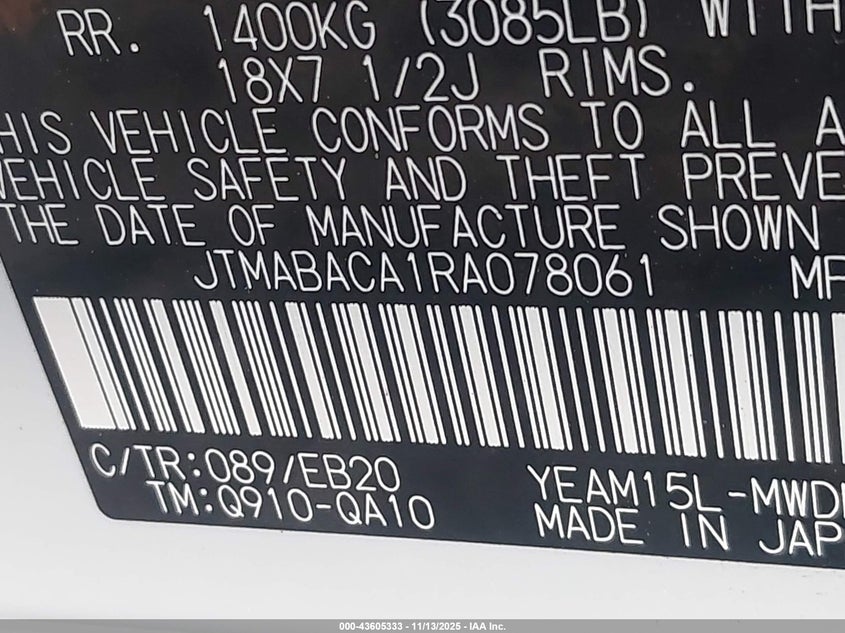 RR. 1400KG (3085LB) WITH
18X7 1/2J RIMS.
HIS VEHICLE CONFORMS TO ALL A
VEHICLE SAFETY AND THEFT PREVE
THE DATE OF MANUFACTURE SHOWN
JTMABACA1RA078061 MF
C/TR:089/EB20 YEAM15L-MWD
TM:Q910-QA10 MADE IN JAP
000-43605333 - 11/13/2025 - IAA Inc.